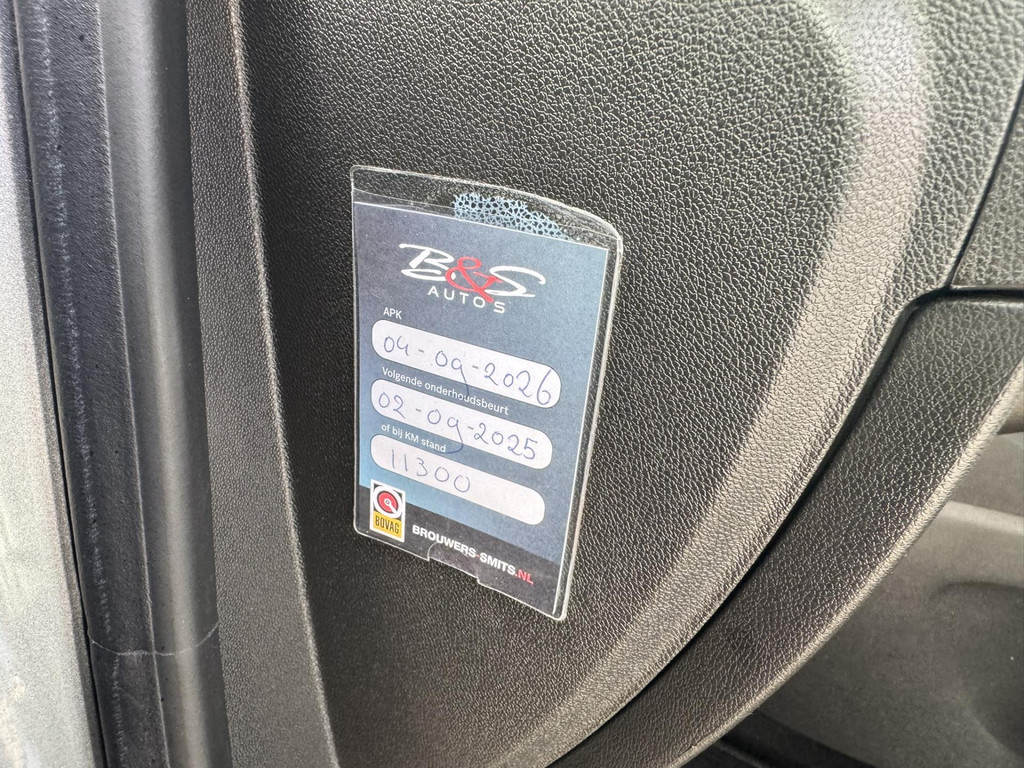 B&S
AUTO'S
APK
04-09-2026
Volgende onderhoudsbeurt
02-09-2025
of bij KM stand
11300
BOVAG
BROUWERS-SMITS.NL